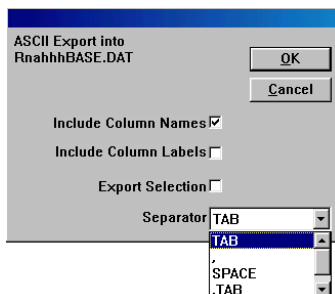 ASCII Export into
RnahhhBASE.DAT
OK
Cancel
Include Column Names
Include Column Labels
Export Selection
Separator TAB
TAB
,
SPACE
,TAB